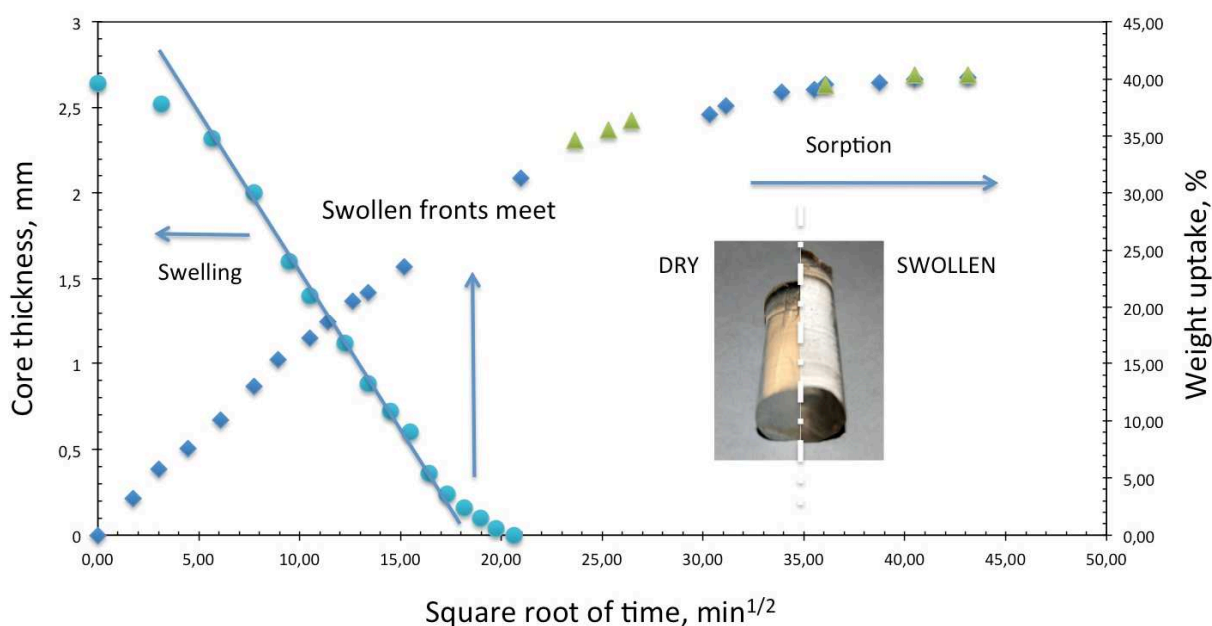 3
2,5
2
1,5
1
0,5
0
Core thickness, mm
45,00
40,00
35,00
30,00
25,00
20,00
15,00
10,00
5,00
0,00
Weight uptake, %
Sorption
Swollen fronts meet
Swelling
DRY
SWOLLEN
0,00 5,00 10,00 15,00 20,00 25,00 30,00 35,00 40,00 45,00 50,00
Square root of time, min^1/2